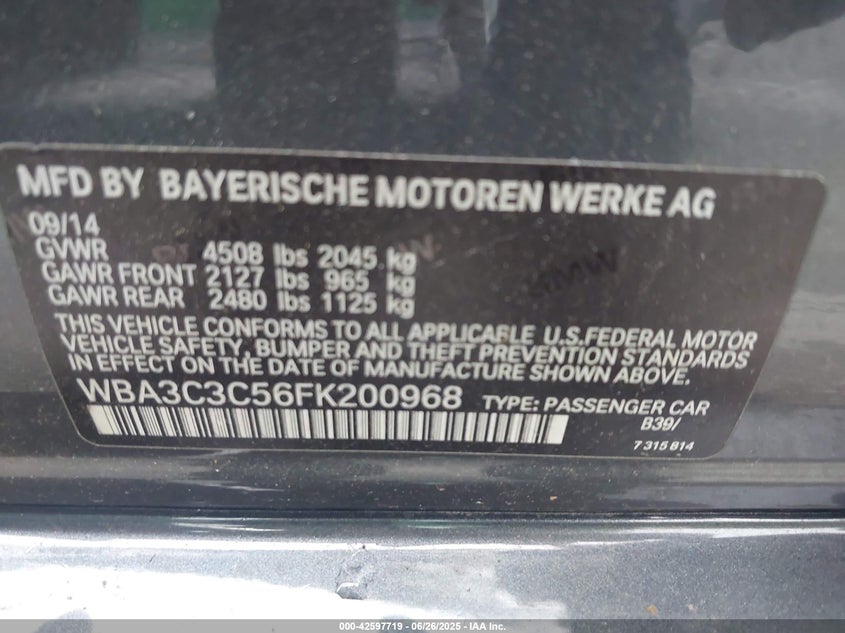 MFD BY BAYERISCHE MOTOREN WERKE AG
09/14
GVWR 4508 lbs 2045 kg
GAWR FRONT 2127 lbs 965 kg
GAWR REAR 2480 lbs 1125 kg
THIS VEHICLE CONFORMS TO ALL APPLICABLE U.S.FEDERAL MOTOR
VEHICLE SAFETY, BUMPER AND THEFT PREVENTION STANDARDS
IN EFFECT ON THE DATE OF MANUFACTURE SHOWN ABOVE.
WBA3C3C56FK200968 TYPE: PASSENGER CAR
B39/
7 315 814
000-42597719 - 06/26/2025 - IAA Inc.